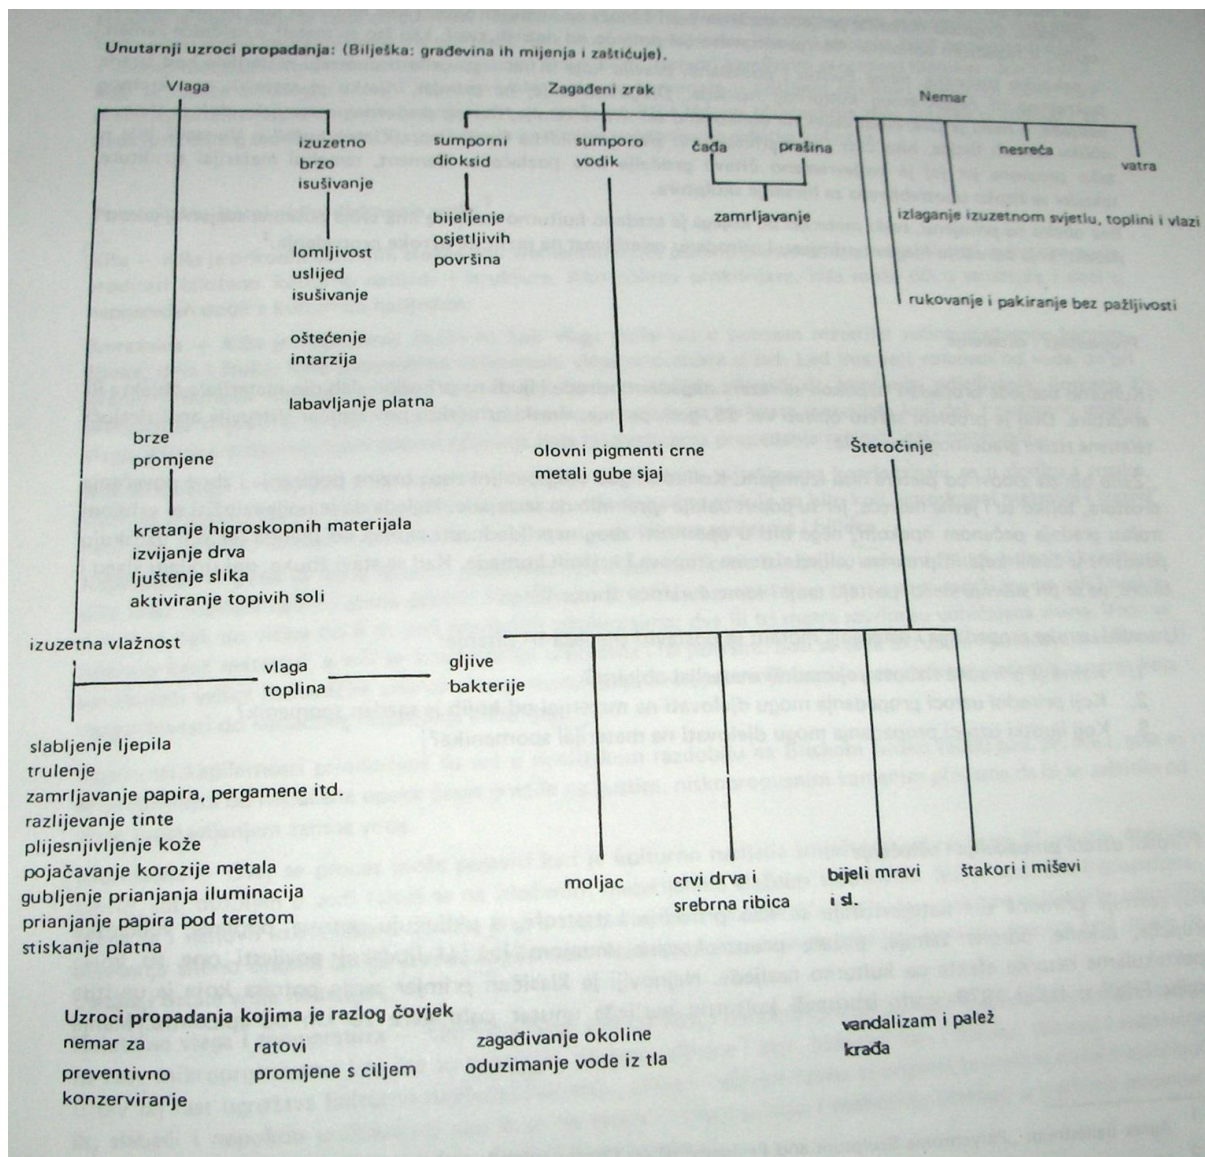 Unutarnji uzroci propadanja: (Bilješka: građevina ih mijenja i zaštićuje).
Vlaga
Zagađeni zrak
Nemar
izuzetno
brzo
isušivanje
lomljivost
uslijed
isušivanje
oštećenje
intarzija
labavljanje platna
sumporni
dioksid
bijeljenje
osjetljivih
površina
sumporo
vodik
čađa
prašina
zamrljavanje
nesreća
vatra
izlaganje izuzetnom svjetlu, toplini i vlazi
rukovanje i pakiranje bez pažljivosti
brze
promjene
olovni pigmenti crne
metali gube sjaj
Štetočinje
kretanje higroskopnih materijala
izvijanje drva
ljuštenje slika
aktiviranje topivih soli
izuzetna vlažnost
vlaga
toplina
gljive
bakterije
slabljenje ljepila
trulenje
zamrljavanje papira, pergamene itd.
razlijevanje tinte
plijesnjivljenje kože
pojačavanje korozije metala
gubljenje prianjanja iluminacija
prianjanje papira pod teretom
stiskanje platna
moljac
crvi drva i
srebrna ribica
bijeli mravi
i sl.
štakori i miševi
Uzroci propadanja kojima je razlog čovjek
nemar za
preventivno
konzerviranje
ratovi
promjene s ciljem
zagađivanje okoline
oduzimanje vode iz tla
vandalizam i palež
krađa